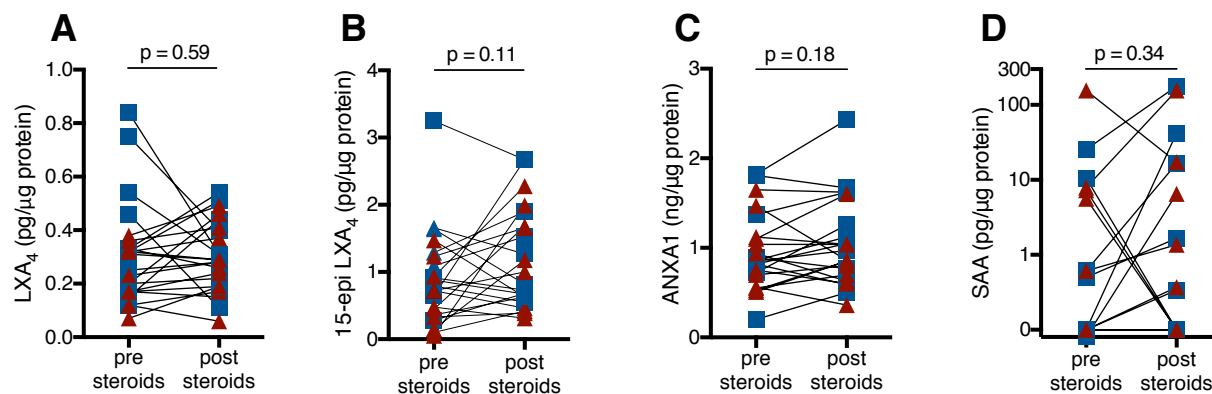 A
p = 0.59
LXA4 (pg/µg protein)
1.0
0.8
0.6
0.4
0.2
0.0
pre
steroids
post
steroids
B
p = 0.11
15-epi LXA4 (pg/µg protein)
4
3
2
1
0
pre
steroids
post
steroids
C
p = 0.18
ANXA1 (ng/µg protein)
3
2
1
0
pre
steroids
post
steroids
D
p = 0.34
SAA (pg/µg protein)
300
100
10
1
0
pre
steroids
post
steroids